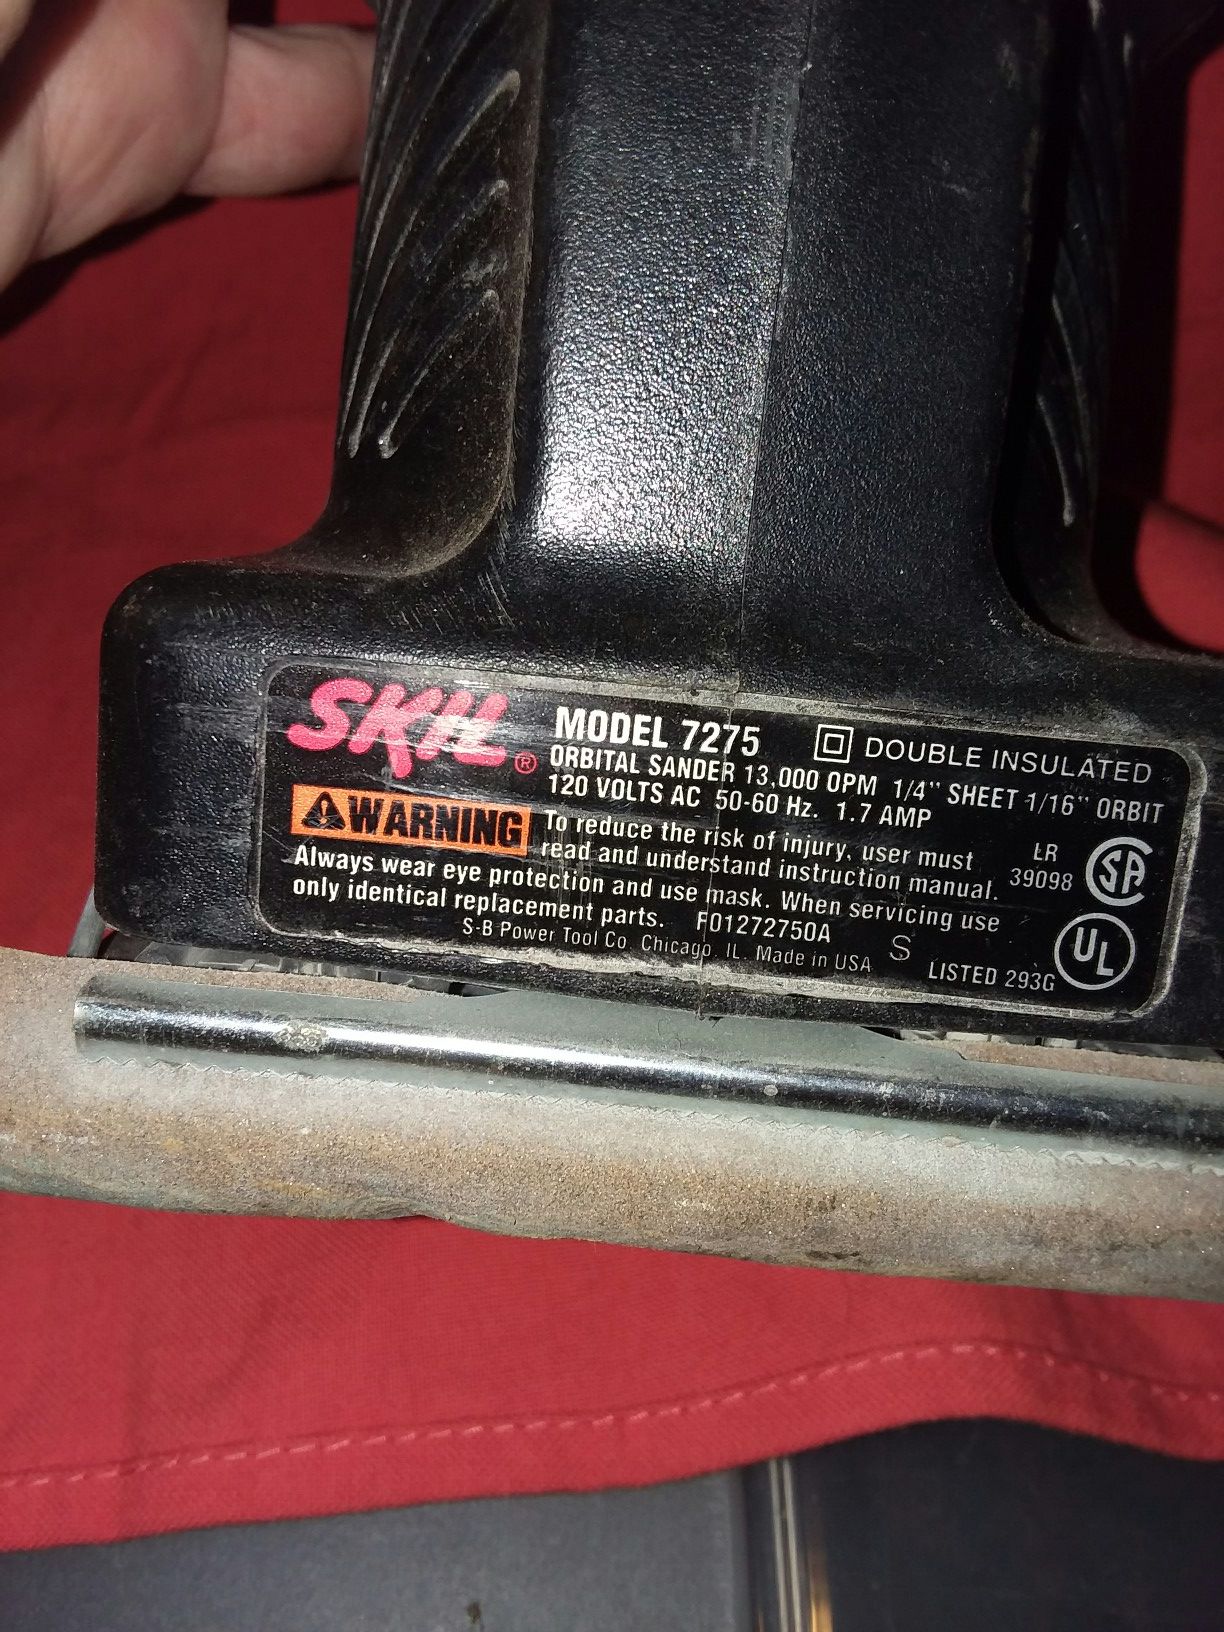 SKIL®
MODEL 7275 DOUBLE INSULATED
ORBITAL SANDER 13,000 OPM 1/4" SHEET 1/16" ORBIT
120 VOLTS AC 50-60 Hz. 1.7 AMP
WARNING To reduce the risk of injury, user must
read and understand instruction manual.
Always wear eye protection and use mask. When servicing use
only identical replacement parts. F01272750A
S-B Power Tool Co. Chicago, IL. Made in USA S
LR
39098
SA
UL
LISTED 293G